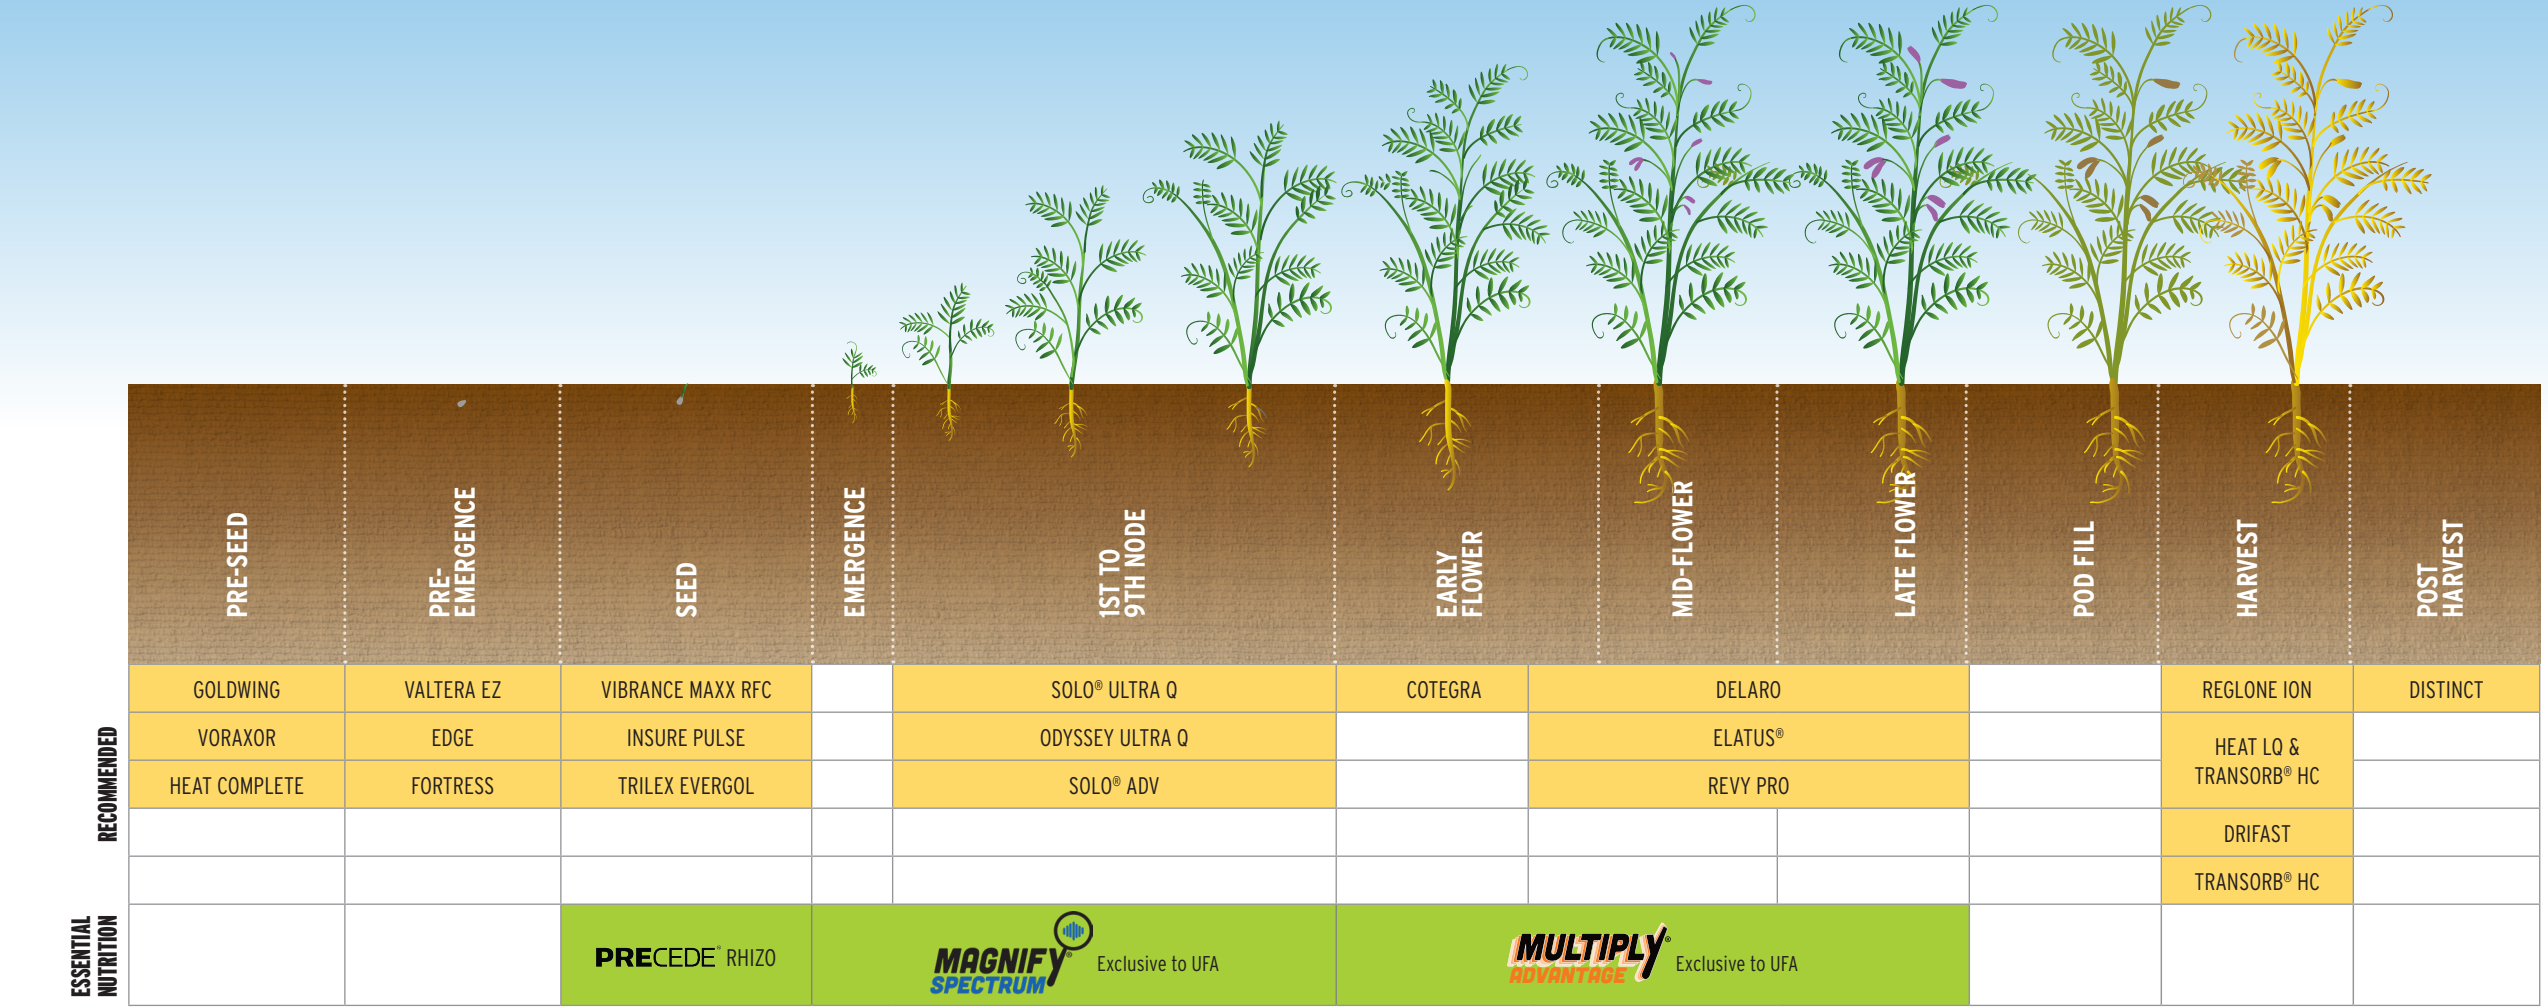 PRE-SEED
PRE-
EMERGENCE
SEED
EMERGENCE
1ST TO
9TH NODE
EARLY
FLOWER
MID-FLOWER
LATE FLOWER
POD FILL
HARVEST
POST
HARVEST
RECOMMENDED
GOLDWING
VALTERA EZ
VIBRANCE MAXX RFC
SOLO® ULTRA Q
COTEGRA
DELARO
REGLONE ION
DISTINCT
VORAXOR
EDGE
INSURE PULSE
ODYSSEY ULTRA Q
ELATUS®
HEAT LQ &
TRANSORB® HC
HEAT COMPLETE
FORTRESS
TRILEX EVERGOL
SOLO® ADV
REVY PRO
DRIFAST
TRANSORB® HC
ESSENTIAL
NUTRITION
PRECEDE® RHIZO
MAGNIFY®
SPECTRUM
Exclusive to UFA
MULTIPLY®
ADVANTAGE
Exclusive to UFA